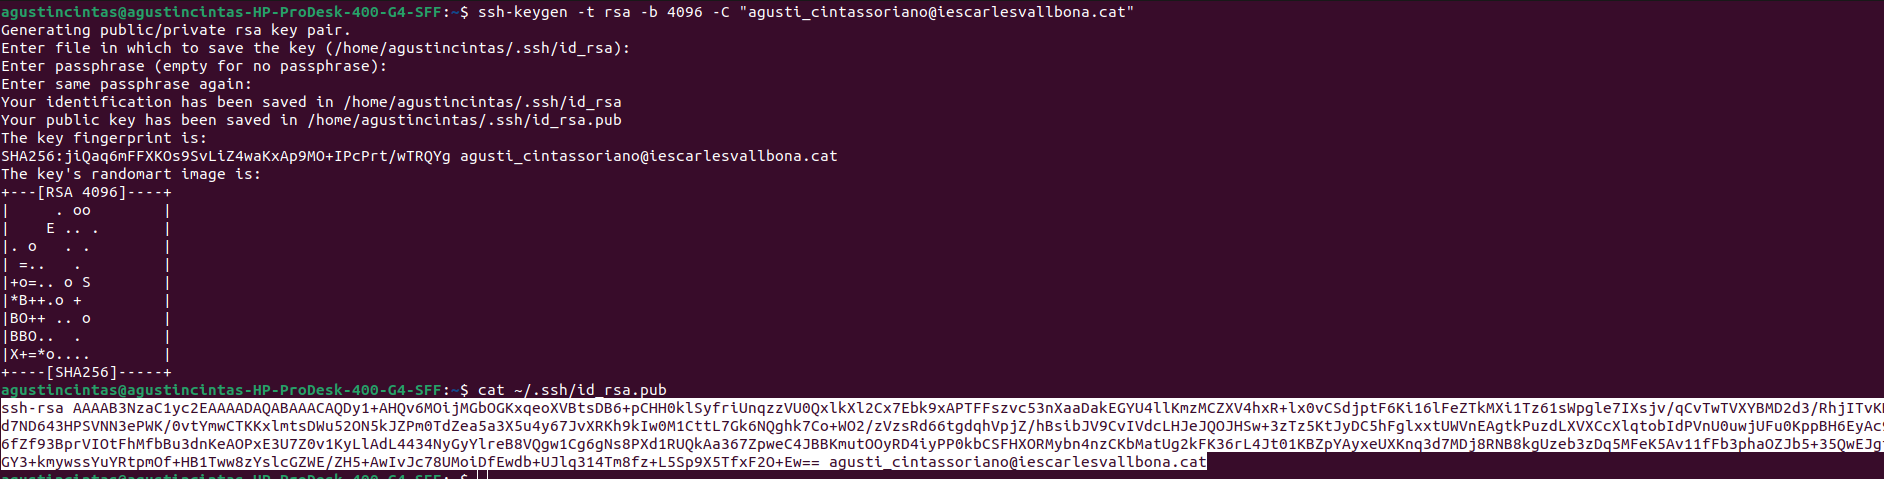 agustincintas@agustincintas-HP-ProDesk-400-G4-SFF:~$ ssh-keygen -t rsa -b 4096 -C "agusti_cintassoriano@iescarlesvallbona.cat"
Generating public/private rsa key pair.
Enter file in which to save the key (/home/agustincintas/.ssh/id_rsa):
Enter passphrase (empty for no passphrase):
Enter same passphrase again:
Your identification has been saved in /home/agustincintas/.ssh/id_rsa
Your public key has been saved in /home/agustincintas/.ssh/id_rsa.pub
The key fingerprint is:
SHA256:jiQaq6mFFXKOs9SvLiZ4waKxAp9MO+IPcPrt/wTRQYg agusti_cintassoriano@iescarlesvallbona.cat
The key's randomart image is:
+---[RSA 4096]----+
|     . oo        |
|    E .. .       |
|. o   . .        |
| =..   .         |
|+o=.. o S        |
|*B++.o +         |
|BO++ .. o        |
|BBO..  .         |
|X+=*o....        |
+----[SHA256]-----+
agustincintas@agustincintas-HP-ProDesk-400-G4-SFF:~$ cat ~/.ssh/id_rsa.pub
ssh-rsa AAAAB3NzaC1yc2EAAAADAQABAAACAQDy1+AHQv6MOijMGbOGKxqeoXVBtsDB6+pCHH0klSyfriUnqzzVU0QxlkXl2Cx7Ebk9xAPTFFszvc53nXaaDakEGYU4llKmzMCZXV4hxR+lx0vCSdjptF6Ki16lFeZTkMXi1Tz61sWpgle7IXsjv/qCvTwTVXYBMD2d3/RhjITvK
d7ND643HPSVNN3ePWK/0vtYmwCTKKxlmtsDWu52ON5kJZPm0TdZea5a3X5u4y67JvXRKh9kIw0M1CttL7Gk6NQghk7Co+WO2/zVzsRd66tgdqhVpjZ/hBsibJV9CvIVdcLHJeJQOJHSw+3zTz5KtJyDC5hFglxxtUWVnEAgtkPuzdLXVXCcXlqtobIdPVnU0uwjUFu0KppBH6EyAc
6fZf93BprVIOtFhMfbBu3dnKeAOPxE3U7Z0v1KyLlAdL4434NyGyYlreB8VQgw1Cg6gNs8PXd1RUQkAa367ZpweC4JBBKmutOOyRD4iyPP0kbCSFHXORMybn4nzCKbMatUg2kFK36rL4Jt01KBZpYAyxeUXKnq3d7MDj8RNB8kgUzeb3zDq5MFeK5Av11fFb3phaOZJb5+35QwEJg
GY3+kmywssYuYRtpmOf+HB1Tww8zYslcGZWE/ZH5+AwIvJc78UMoiDfEwdb+UJlq314Tm8fz+L5Sp9X5TfxF2O+Ew== agusti_cintassoriano@iescarlesvallbona.cat